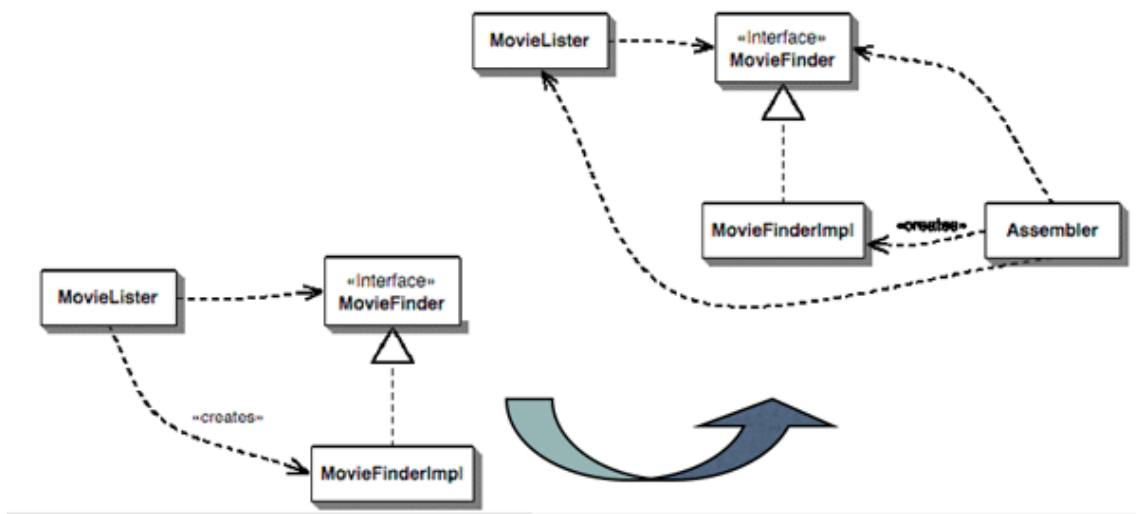 MovieLister
«Interface»
MovieFinder
MovieFinderImpl
«creates»
Assembler
MovieLister
«Interface»
MovieFinder
«creates»
MovieFinderImpl